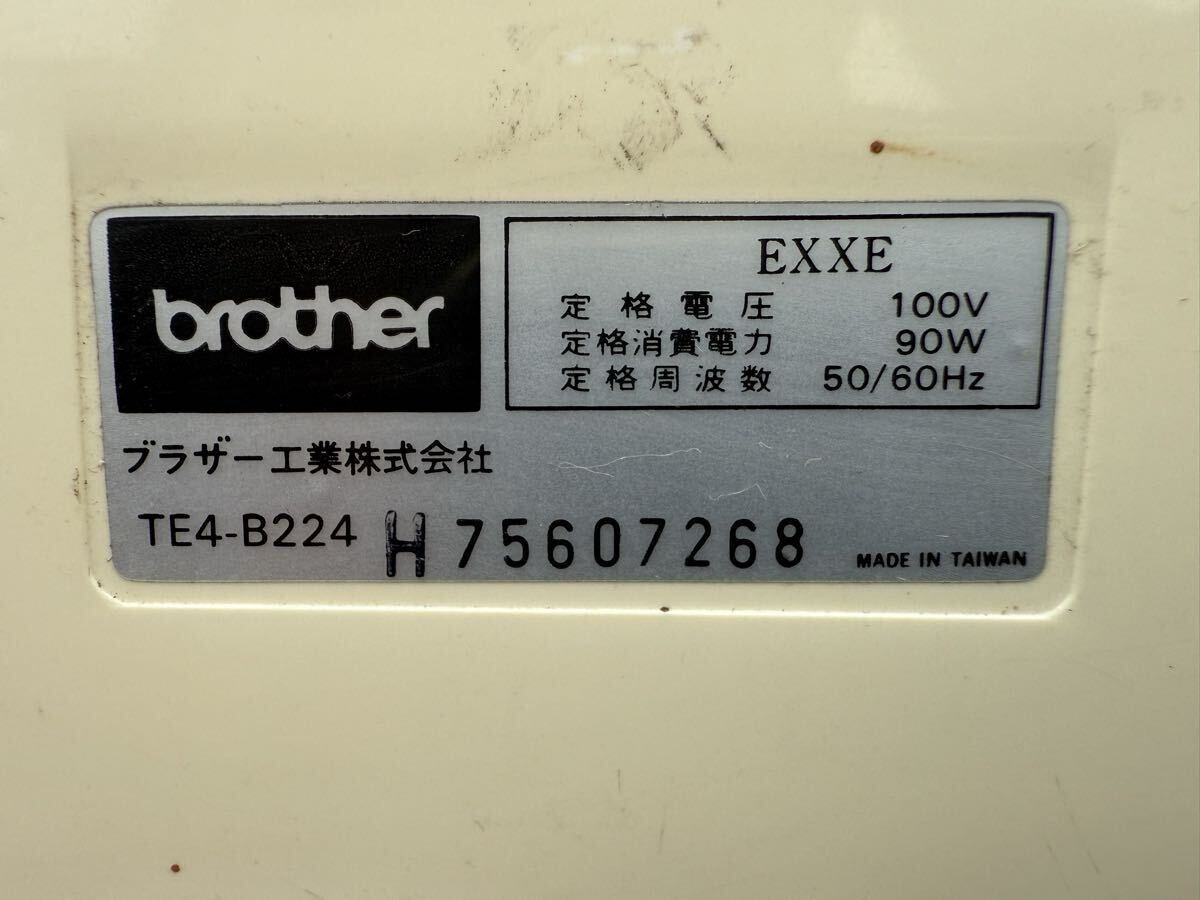 brother
EXXE
定格電圧 100V
定格消費電力 90W
定格周波数 50/60Hz
ブラザー工業株式会社
TE4-B224 H75607268
MADE IN TAIWAN